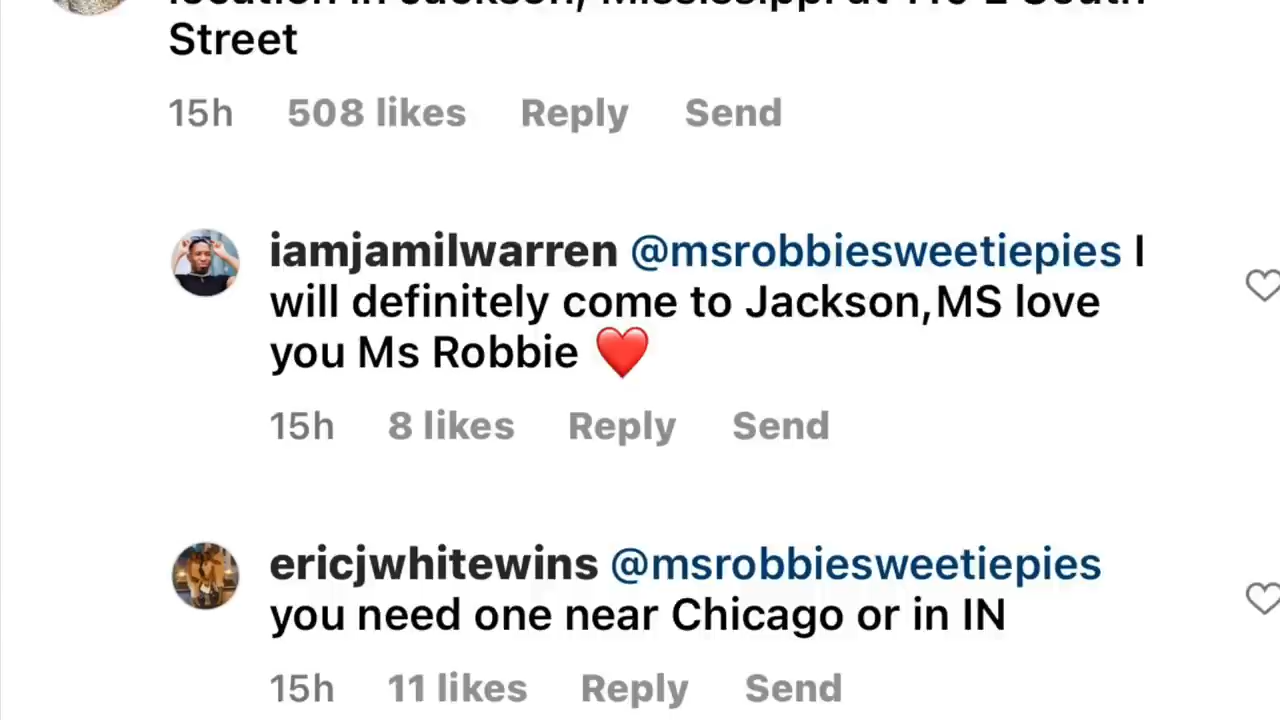 location in Jackson, Mississippi at 110 E South
Street
15h 508 likes Reply Send
iamjamilwarren @msrobbiesweetiepies I
will definitely come to Jackson,MS love
you Ms Robbie ❤️
15h 8 likes Reply Send
ericjwhitewins @msrobbiesweetiepies
you need one near Chicago or in IN
15h 11 likes Reply Send